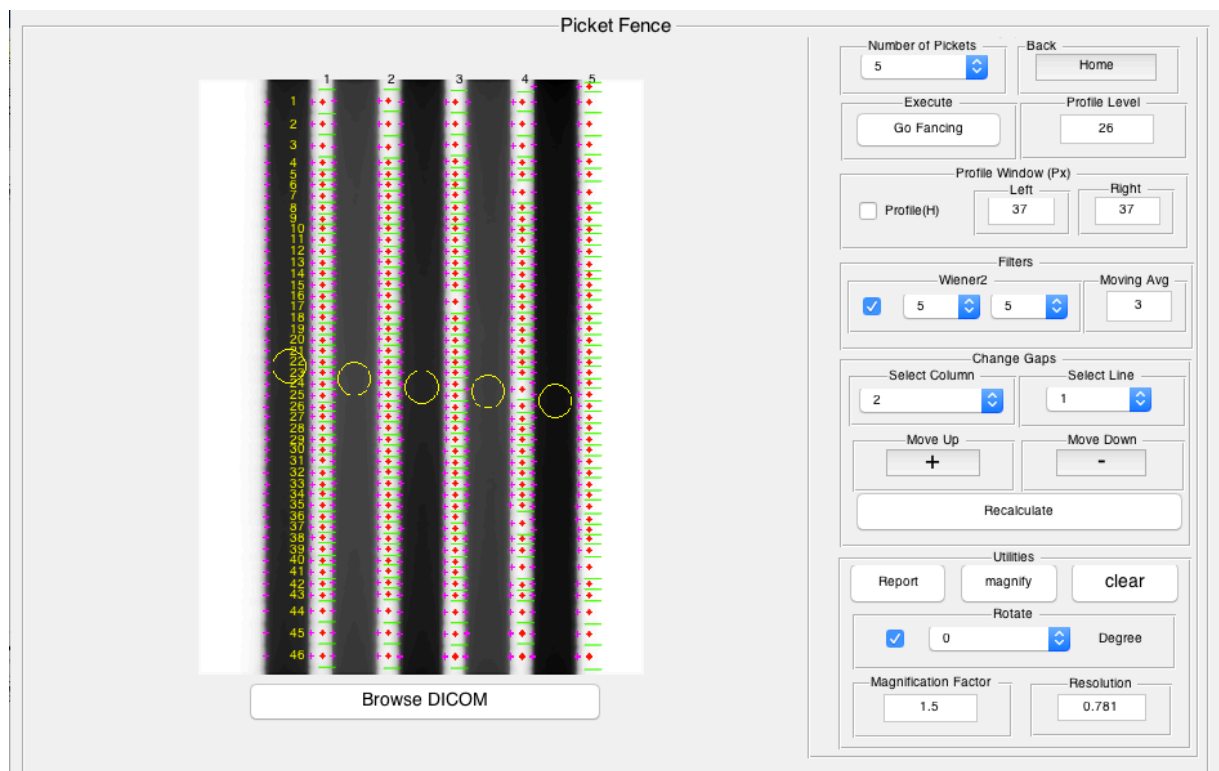 Picket Fence
Number of Pickets
Back
5
Home
Execute
Profile Level
Go Fancing
26
Profile Window (Px)
Left
Right
Profile(H)
37
37
Filters
Wiener2
Moving Avg
5
5
3
Change Gaps
Select Column
Select Line
2
1
Move Up
Move Down
+
-
Recalculate
Utilities
Report
magnify
clear
Rotate
0
Degree
Magnification Factor
Resolution
1.5
0.781
1 2 3 4 5
1
2
3
4
5
6
7
8
9
10
11
12
13
14
15
16
17
18
19
20
21
22
23
24
25
26
27
28
29
30
31
32
33
34
35
36
37
38
39
40
41
42
43
44
45
46
Browse DICOM